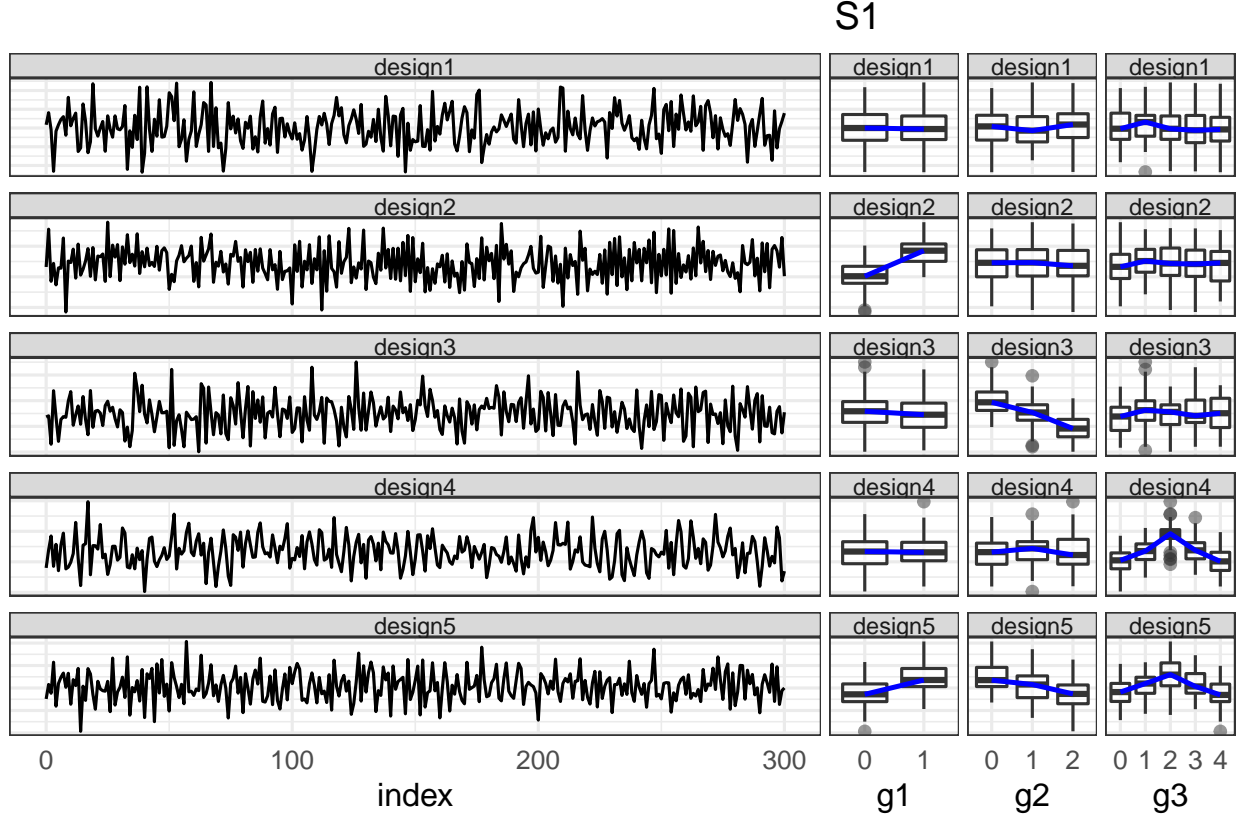 S1
design1 design1 design1 design1
design2 design2 design2 design2
design3 design3 design3 design3
design4 design4 design4 design4
design5 design5 design5 design5
0 100 200 300 0 1 0 1 2 0 1 2 3 4
index g1 g2 g3